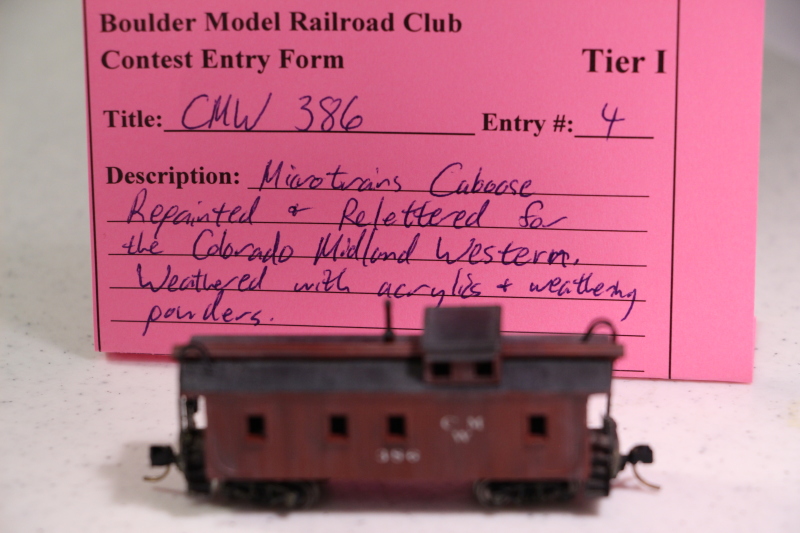 Boulder Model Railroad Club
Contest Entry Form Tier I
Title: CMW 386 Entry #: 4
Description: Microtrains Caboose
Repainted & Relettered for
the Colorado Midland Western.
Weathered with acrylics + weathering
powders.
C M
W
386